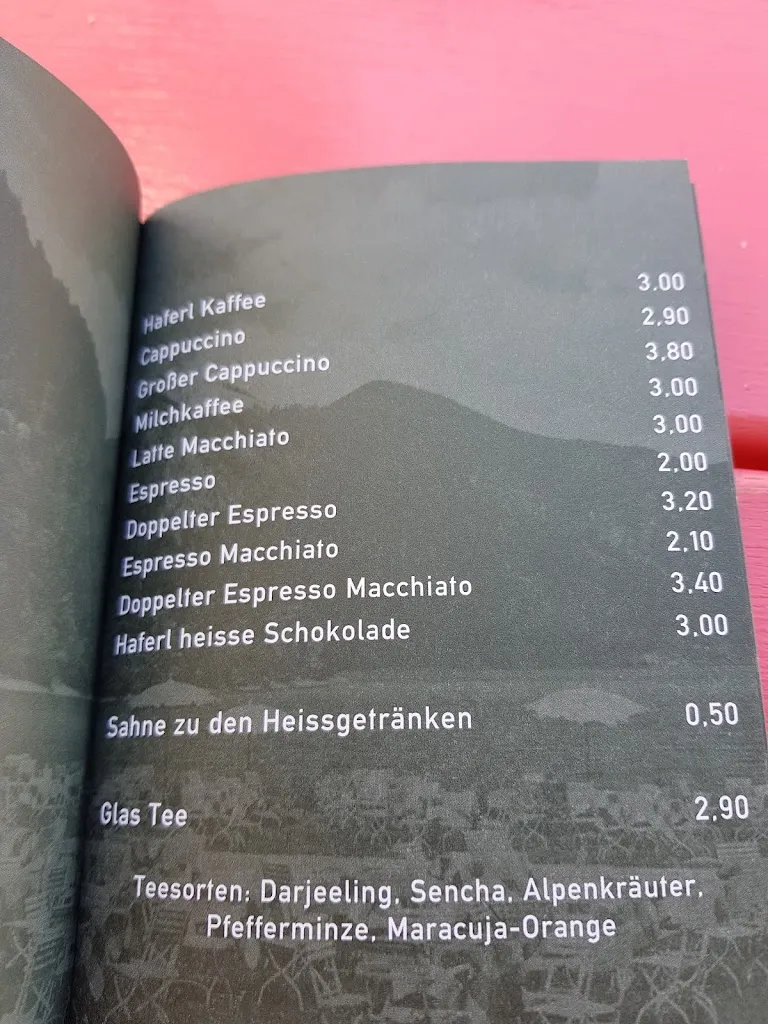 Haferl Kaffee 3.00
Cappuccino 2,90
Großer Cappuccino 3,80
Milchkaffee 3,00
Latte Macchiato 3,00
Espresso 2,00
Doppelter Espresso 3,20
Espresso Macchiato 2,10
Doppelter Espresso Macchiato 3,40
Haferl heisse Schokolade 3,00
Sahne zu den Heissgetränken 0,50
Glas Tee 2,90
Teesorten: Darjeeling, Sencha, Alpenkräuter,
Pfefferminze, Maracuja-Orange